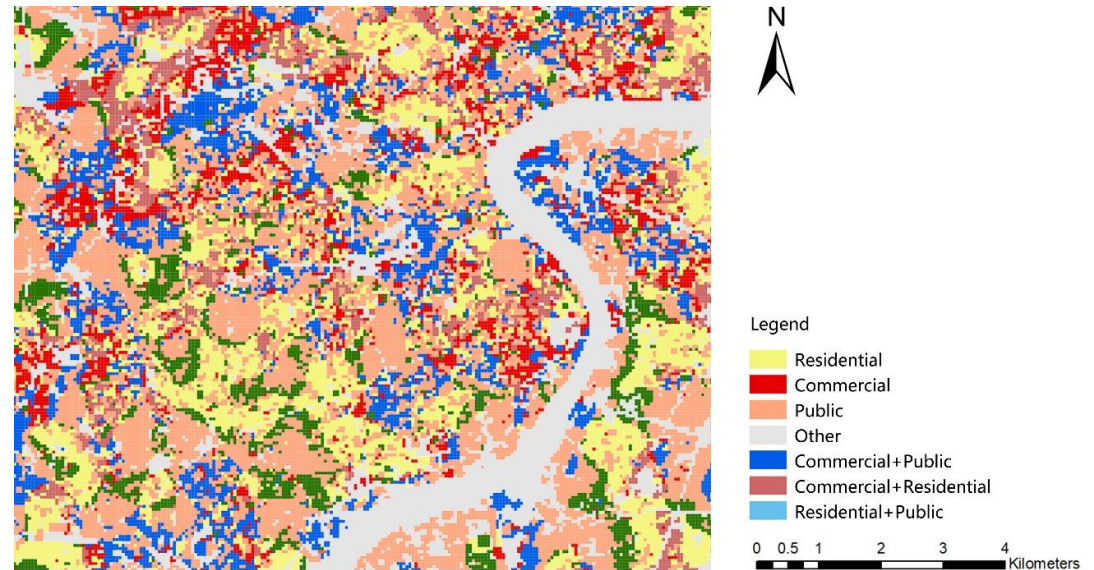 N
Legend
Residential
Commercial
Public
Other
Commercial+Public
Commercial+Residential
Residential+Public
0 0.5 1 2 3 4
Kilometers